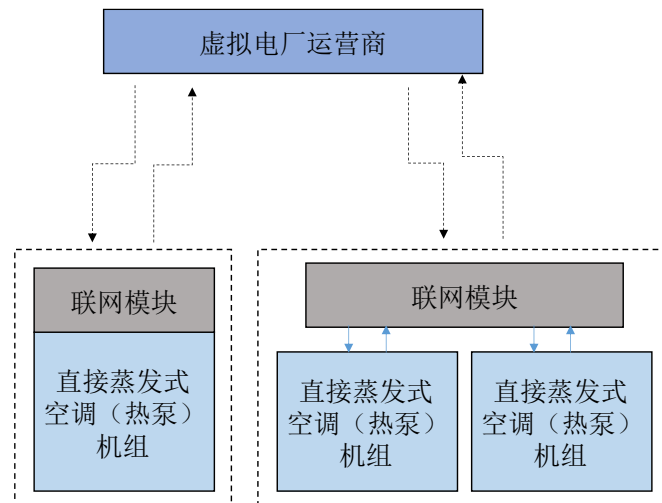 虚拟电厂运营商
联网模块
直接蒸发式
空调（热泵）
机组
联网模块
直接蒸发式
空调（热泵）
机组
直接蒸发式
空调（热泵）
机组